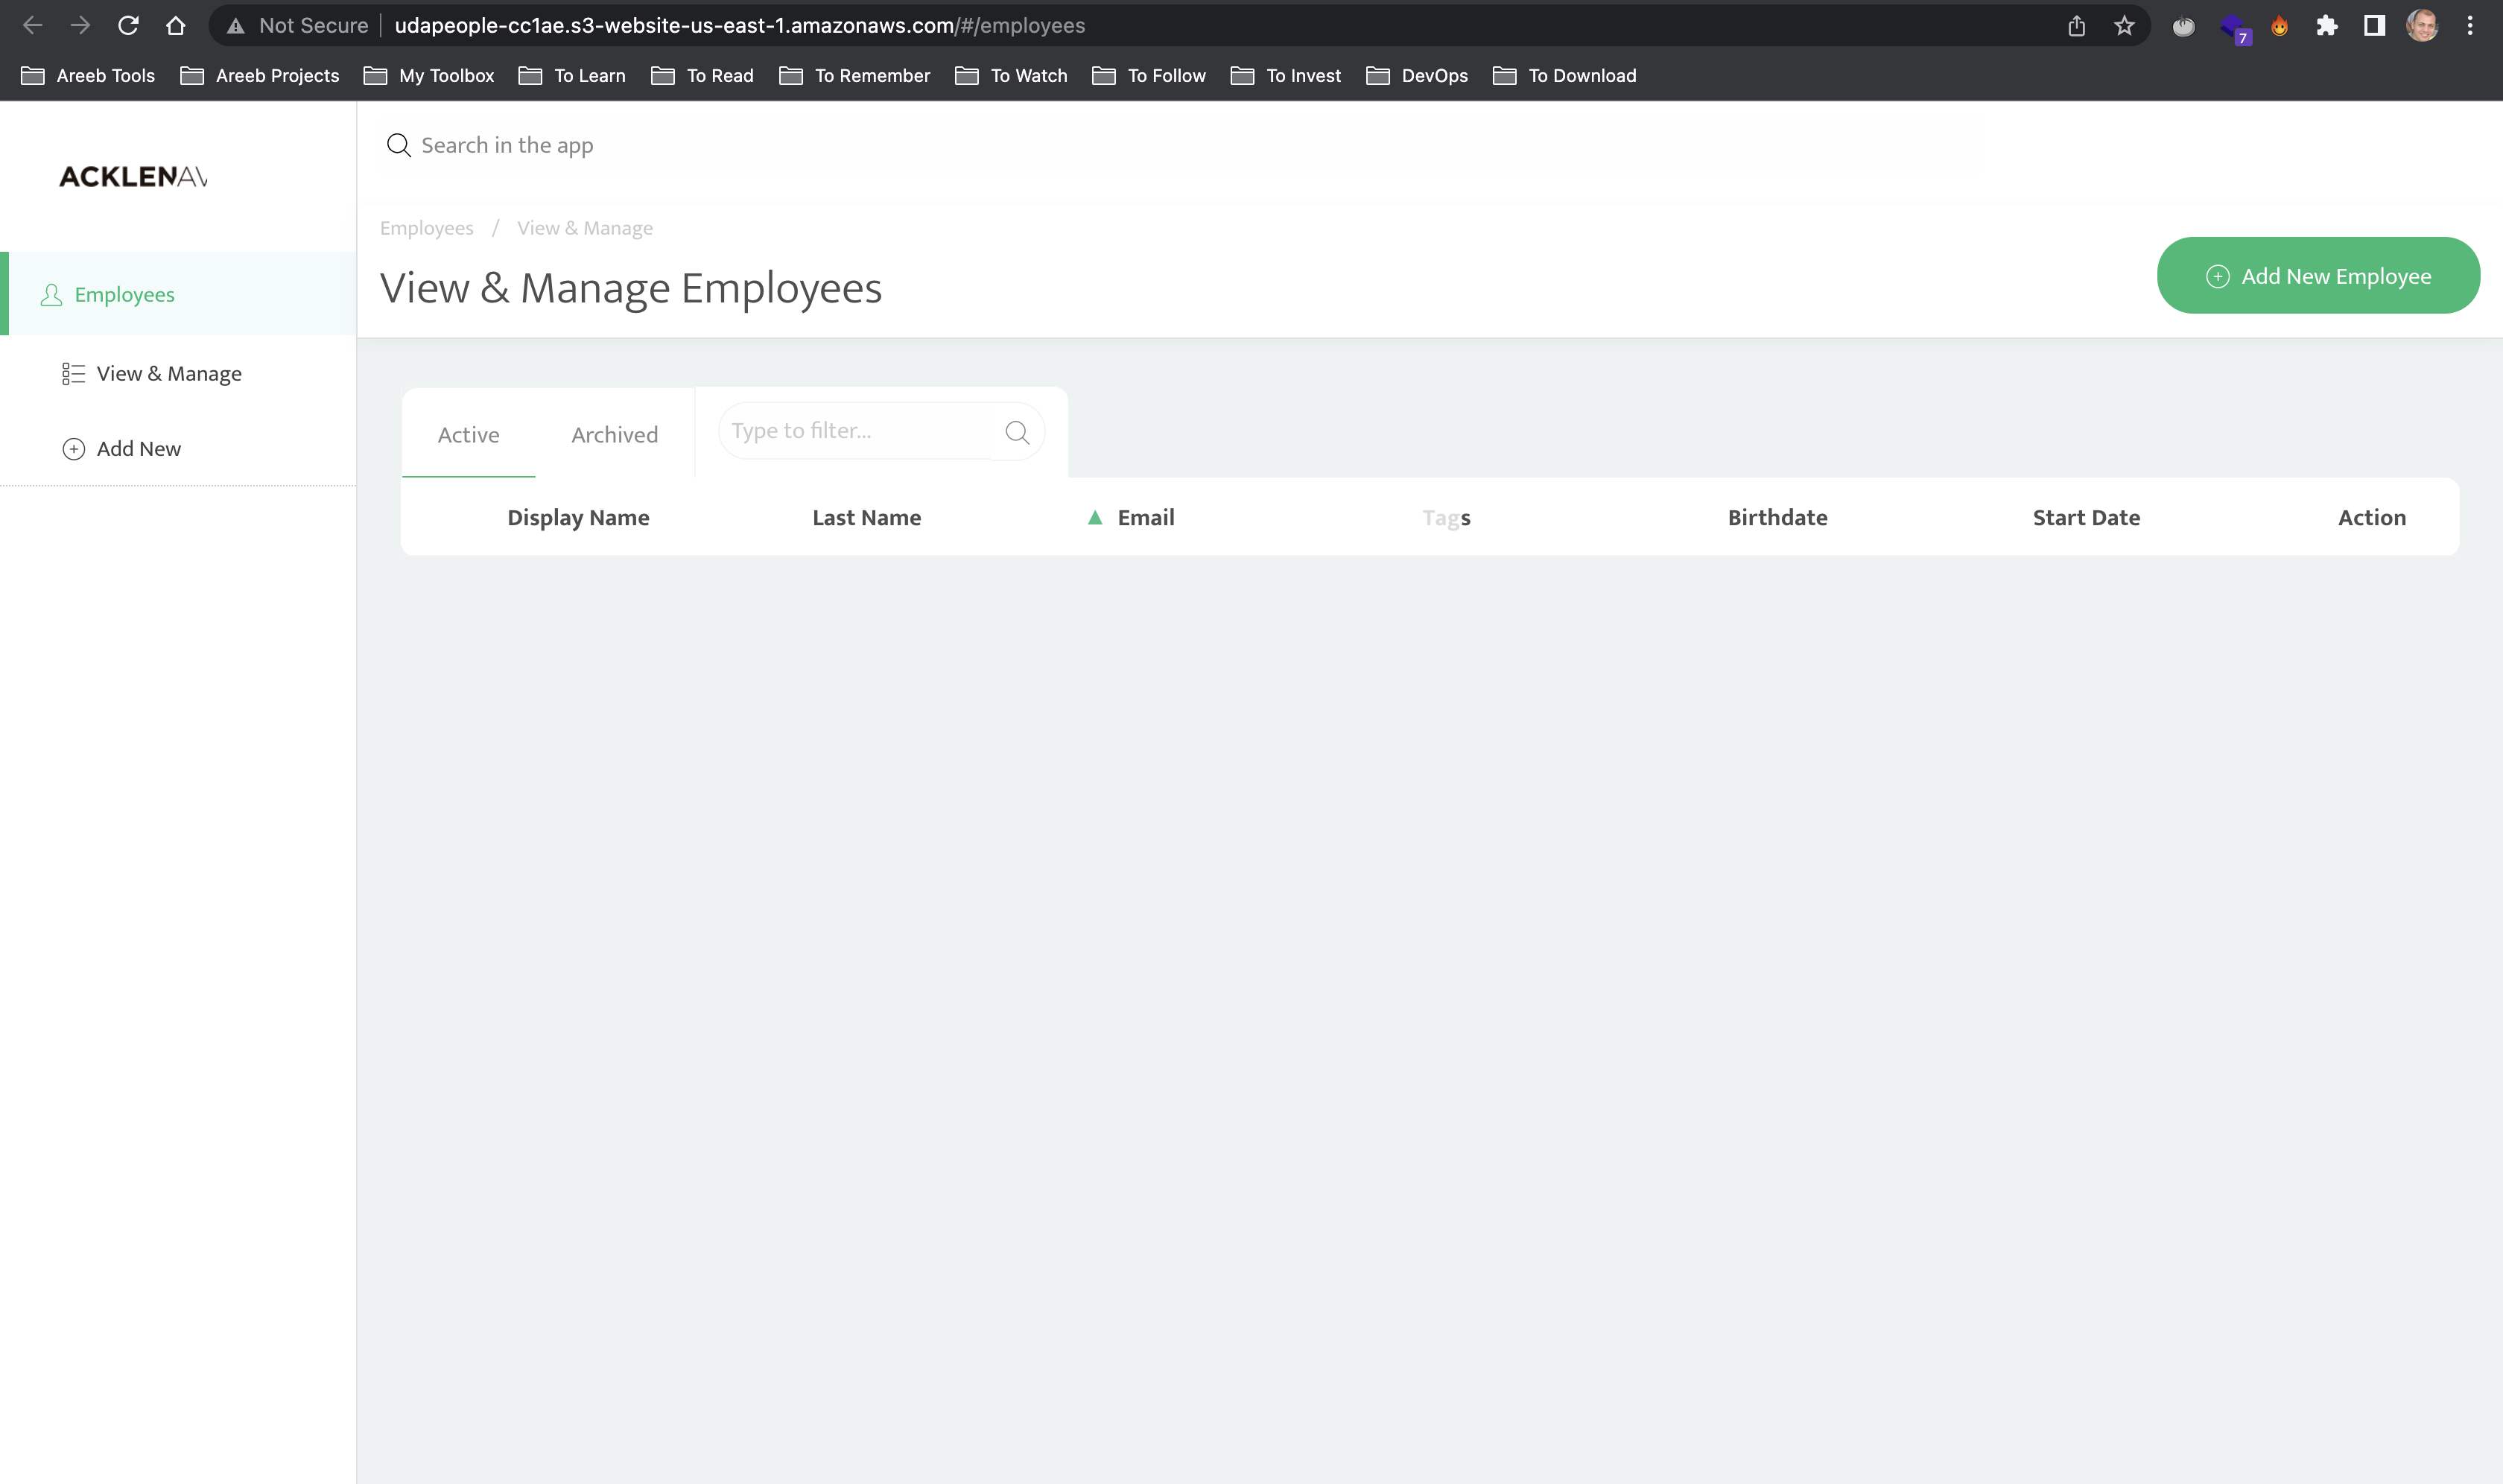 Not Secure udapeople-cc1ae.s3-website-us-east-1.amazonaws.com/#/employees 7
Areeb Tools Areeb Projects My Toolbox To Learn To Read To Remember To Watch To Follow To Invest DevOps To Download
Search in the app
ACKLENAV
Employees / View & Manage
View & Manage Employees
Add New Employee
Employees
View & Manage
Add New
Active Archived Type to filter...
Display Name Last Name ▲ Email Tags Birthdate Start Date Action